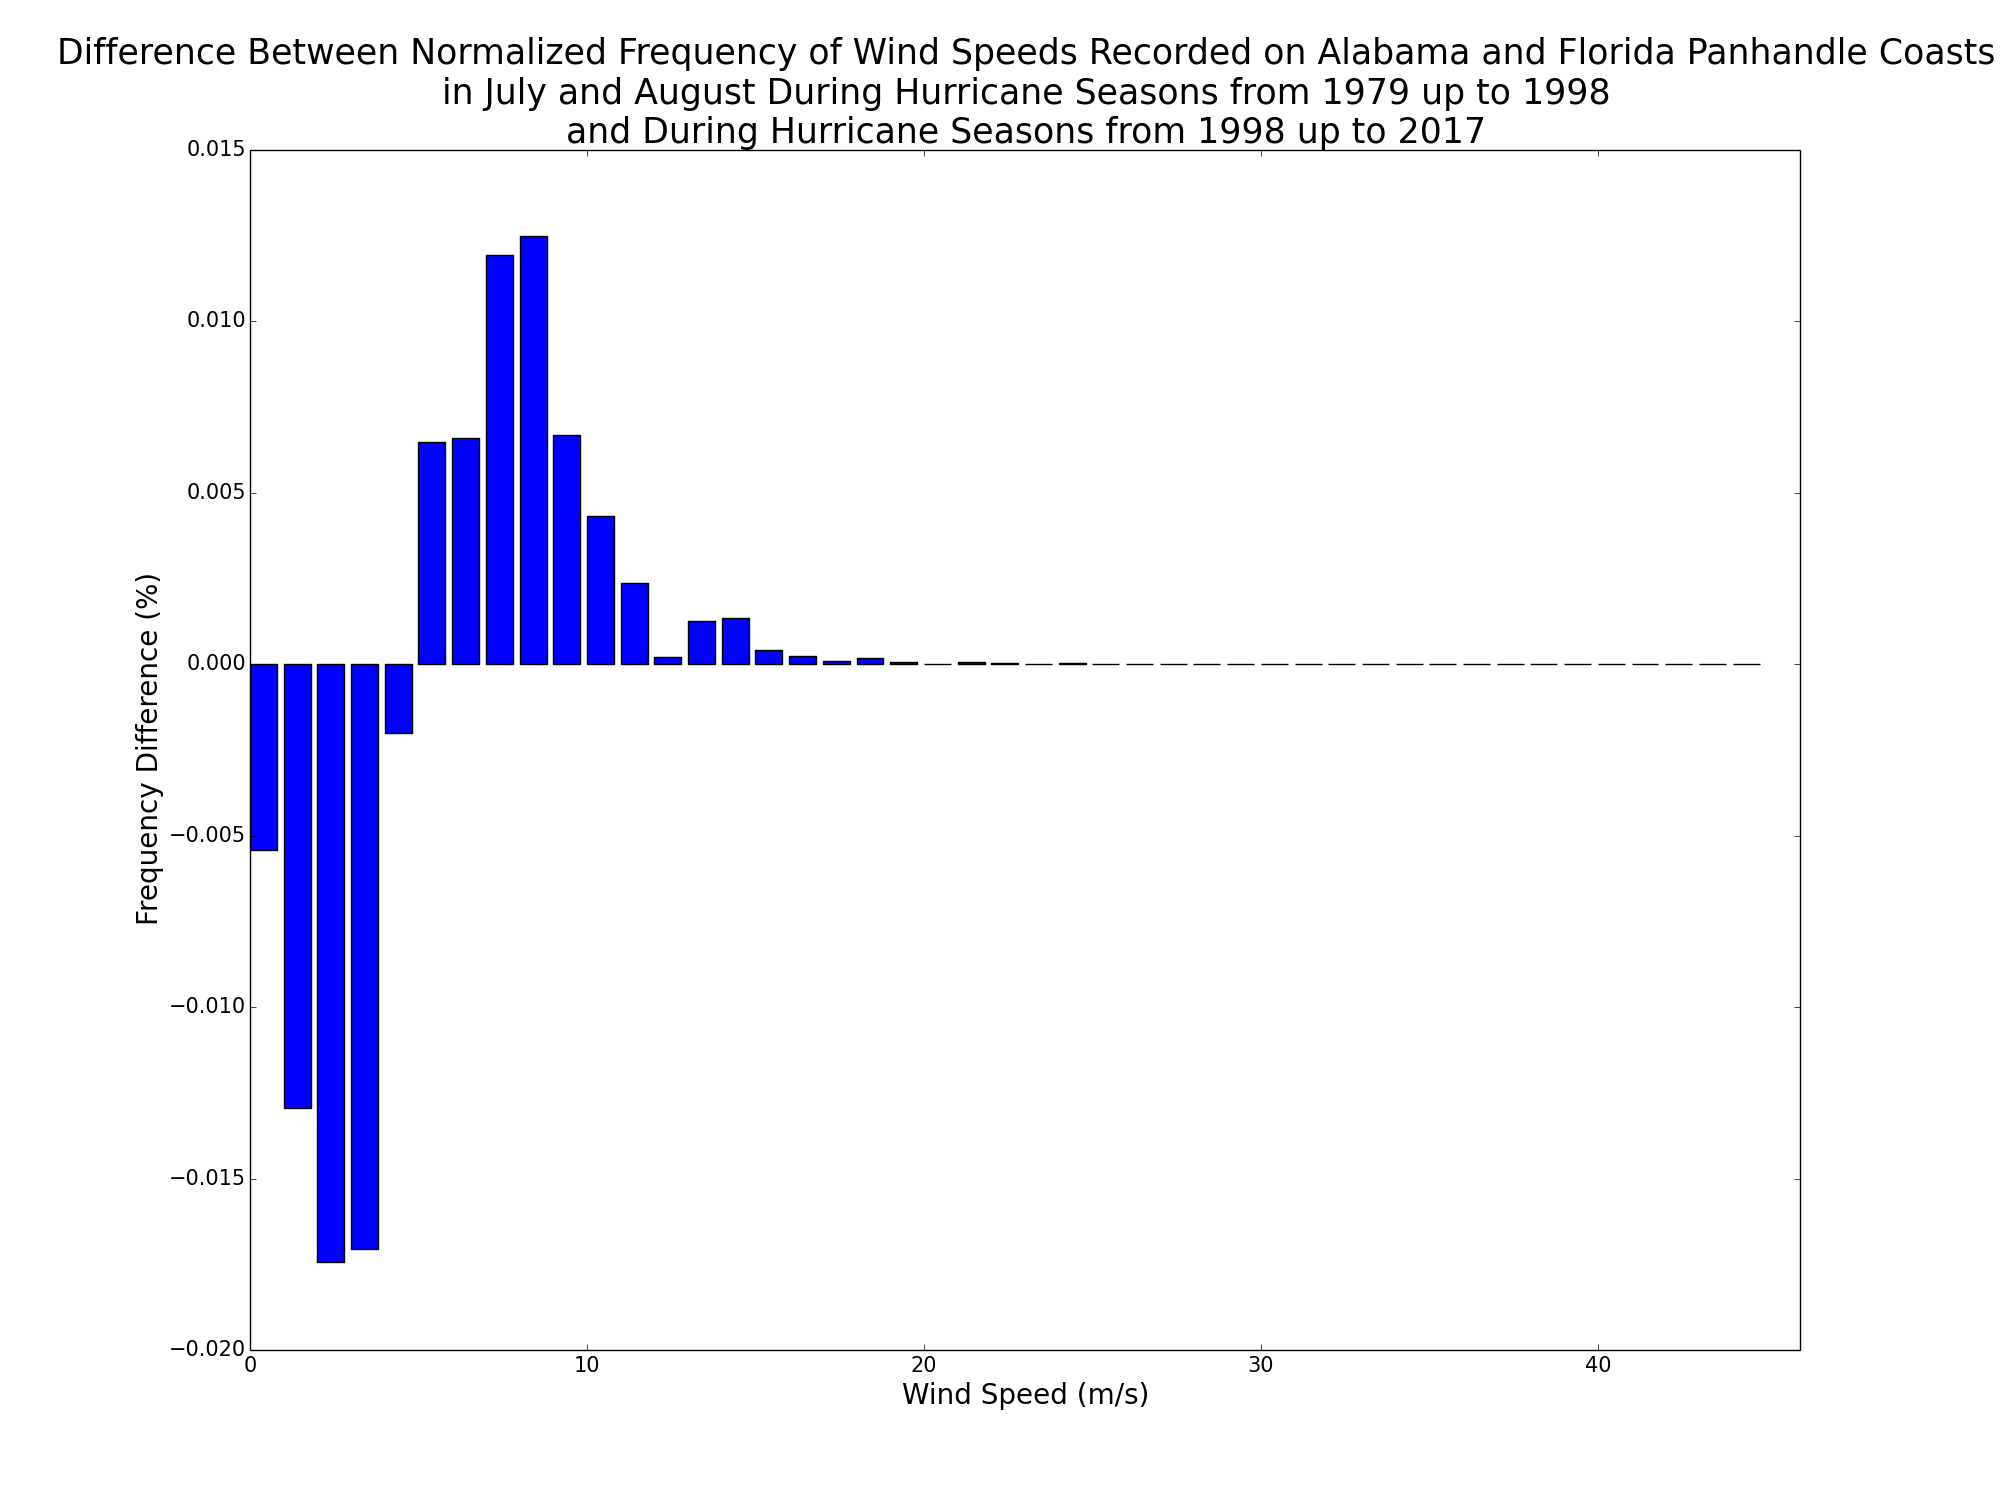 Difference Between Normalized Frequency of Wind Speeds Recorded on Alabama and Florida Panhandle Coasts
in July and August During Hurricane Seasons from 1979 up to 1998
and During Hurricane Seasons from 1998 up to 2017
0.015
0.010
0.005
0.000
−0.005
−0.010
−0.015
−0.020
Frequency Difference (%)
0 10 20 30 40
Wind Speed (m/s)